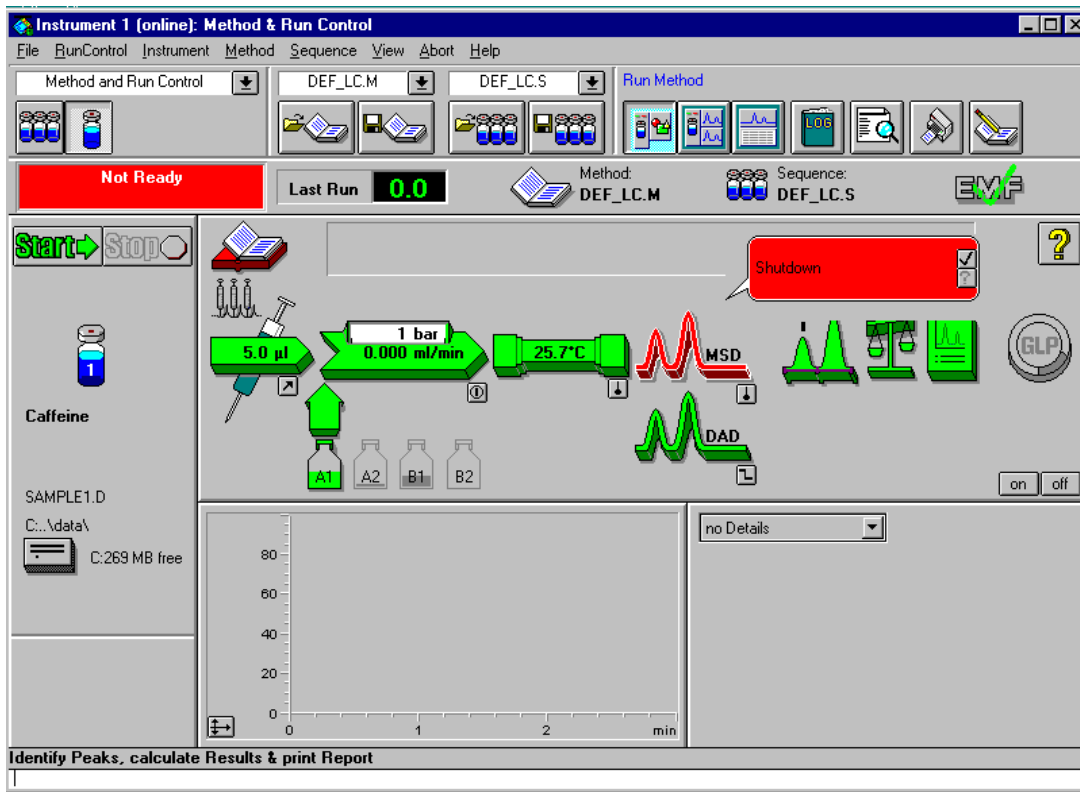 Instrument 1 (online): Method & Run Control
File RunControl Instrument Method Sequence View Abort Help
Method and Run Control DEF_LC.M DEF_LC.S Run Method
LOG
Not Ready
Last Run 0.0
Method:
DEF_LC.M
Sequence:
DEF_LC.S
EMF
Start Stop
Shutdown
?
?
1 bar
5.0 µl
0.000 ml/min
25.7°C
MSD
GLP
1
Caffeine
DAD
A1 A2 B1 B2
on off
SAMPLE1.D
C:..\data\
C:269 MB free
no Details
80
60
40
20
0
0 1 2 min
Identify Peaks, calculate Results & print Report